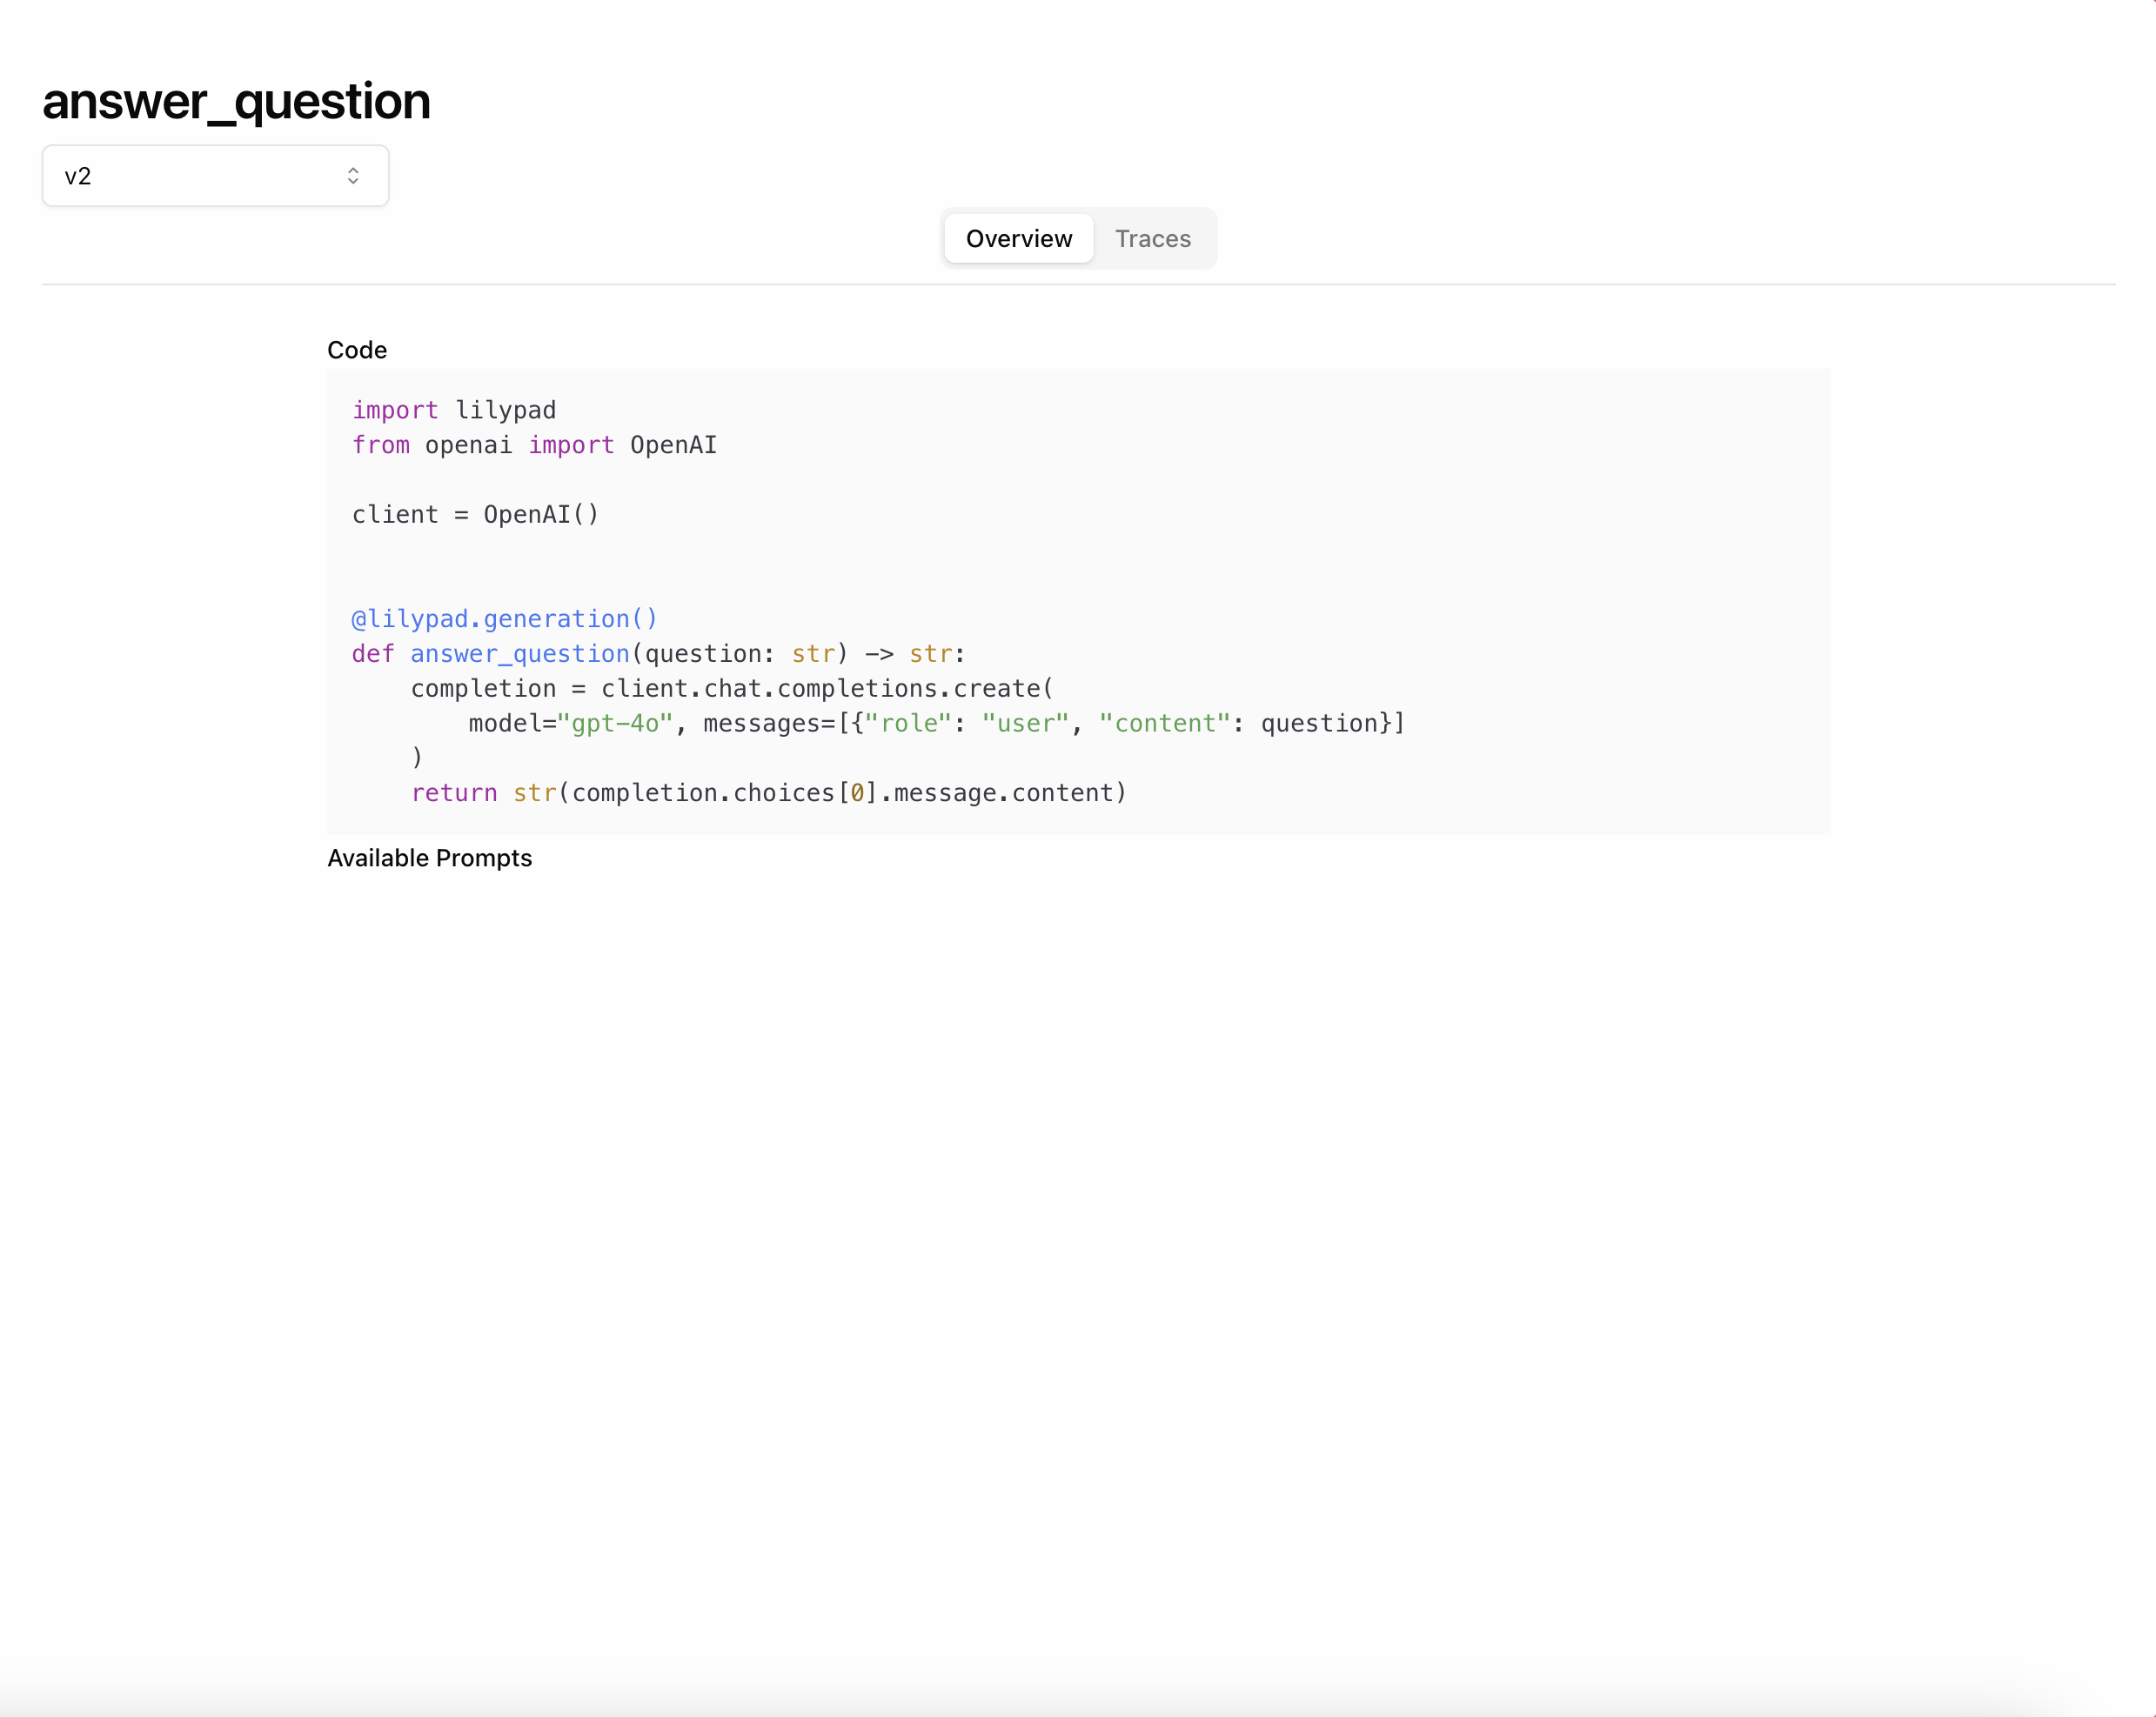 answer_question
v2
Overview Traces
Code
import lilypad
from openai import OpenAI
client = OpenAI()
@lilypad.generation()
def answer_question(question: str) -> str:
    completion = client.chat.completions.create(
        model="gpt-4o", messages=[{"role": "user", "content": question}]
    )
    return str(completion.choices[0].message.content)
Available Prompts